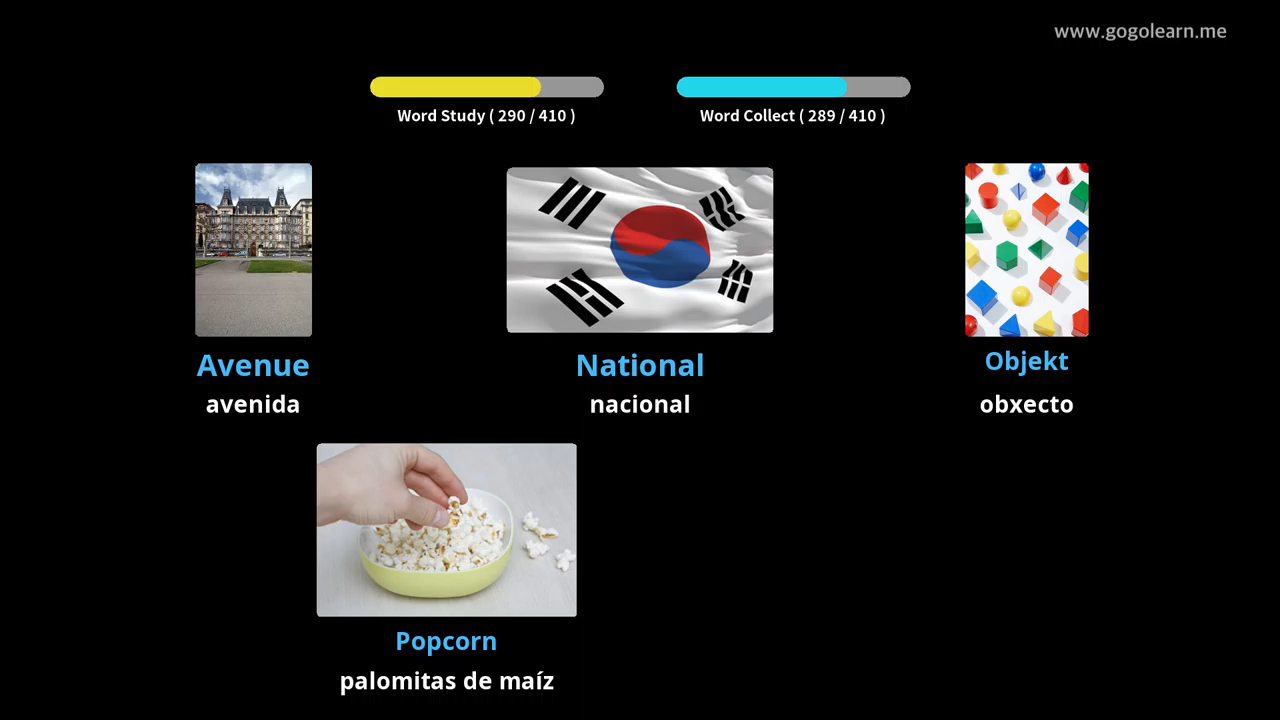 www.gogolearn.me
Word Study ( 290 / 410 )
Word Collect ( 289 / 410 )
Avenue
National
Objekt
avenida
nacional
obxecto
Popcorn
palomitas de maíz